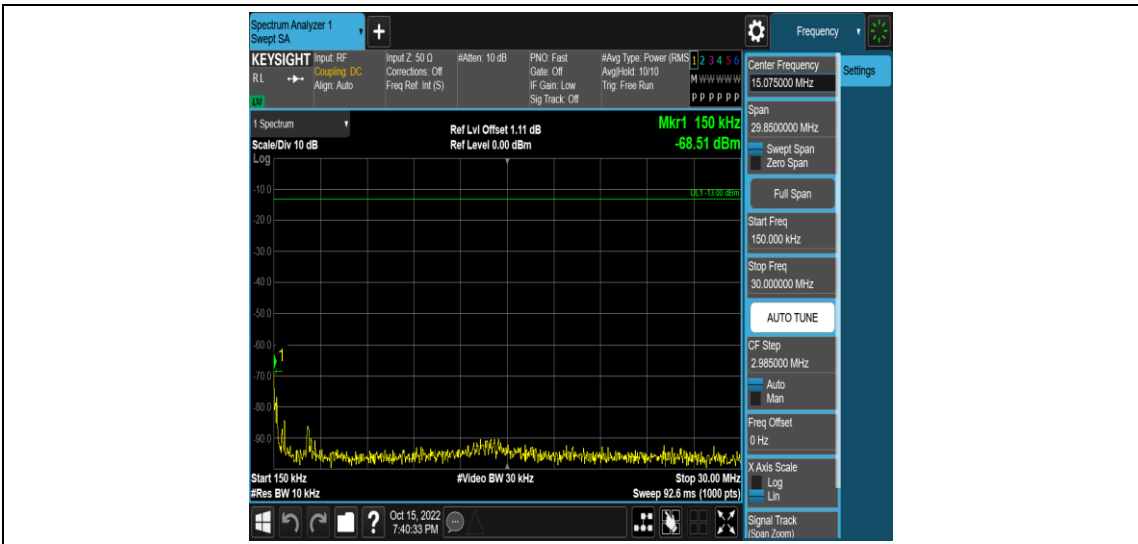 Spectrum Analyzer 1
Swept SA
+
Frequency
KEYSIGHT
RL
LXI
Input: RF
Coupling: DC
Align: Auto
Input Z: 50 Ω
Corrections: Off
Freq Ref: Int (S)
#Atten: 10 dB
PNO: Fast
Gate: Off
IF Gain: Low
Sig Track: Off
#Avg Type: Power (RMS
Avg|Hold: 10/10
Trig: Free Run
1 2 3 4 5 6
M W W W W W
P P P P P P
1 Spectrum
Scale/Div 10 dB
Ref Lvl Offset 1.11 dB
Ref Level 0.00 dBm
Mkr1 150 kHz
-68.51 dBm
Log
DL1 -13.00 dBm
-10.0
-20.0
-30.0
-40.0
-50.0
-60.0
1
-70.0
-80.0
-90.0
Start 150 kHz
#Res BW 10 kHz
#Video BW 30 kHz
Stop 30.00 MHz
Sweep 92.6 ms (1000 pts)
?
Oct 15, 2022
7:40:33 PM
Center Frequency
15.075000 MHz
Settings
Span
29.8500000 MHz
Swept Span
Zero Span
Full Span
Start Freq
150.000 kHz
Stop Freq
30.000000 MHz
AUTO TUNE
CF Step
2.985000 MHz
Auto
Man
Freq Offset
0 Hz
X Axis Scale
Log
Lin
Signal Track
(Span Zoom)